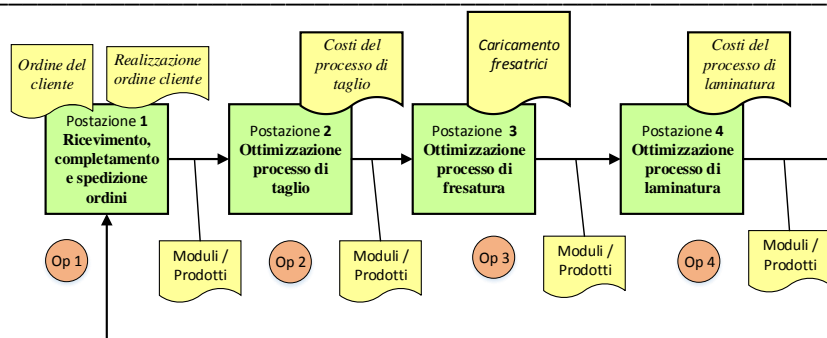 Ordine del
cliente
Realizzazione
ordine cliente
Costi del
processo di
taglio
Caricamento
fresatrici
Costi del
processo di
laminatura
Postazione 1
Ricevimento,
completamento
e spedizione
ordini
Postazione 2
Ottimizzazione
processo di
taglio
Postazione 3
Ottimizzazione
processo di
fresatura
Postazione 4
Ottimizzazione
processo di
laminatura
Op 1
Moduli /
Prodotti
Op 2
Moduli /
Prodotti
Op 3
Moduli /
Prodotti
Op 4
Moduli /
Prodotti